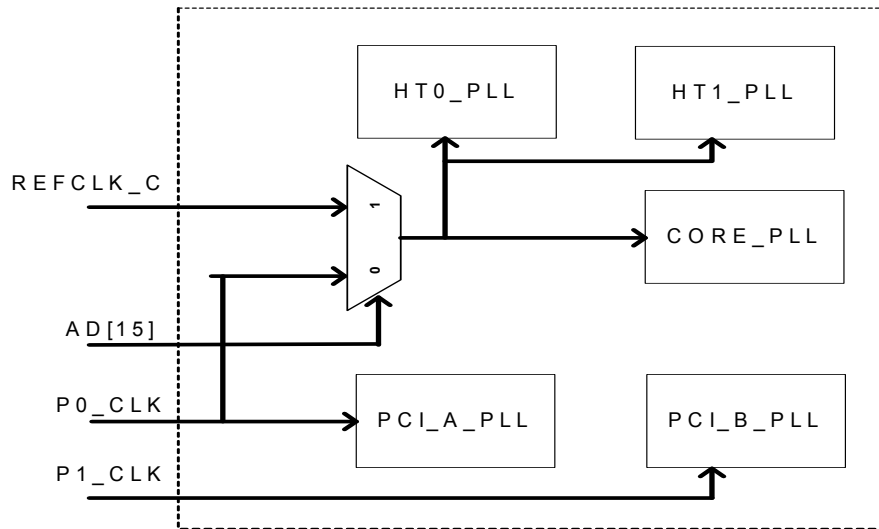 HT0_PLL
HT1_PLL
REFCLK_C
1
CORE_PLL
0
AD[15]
P0_CLK
PCI_A_PLL
PCI_B_PLL
P1_CLK